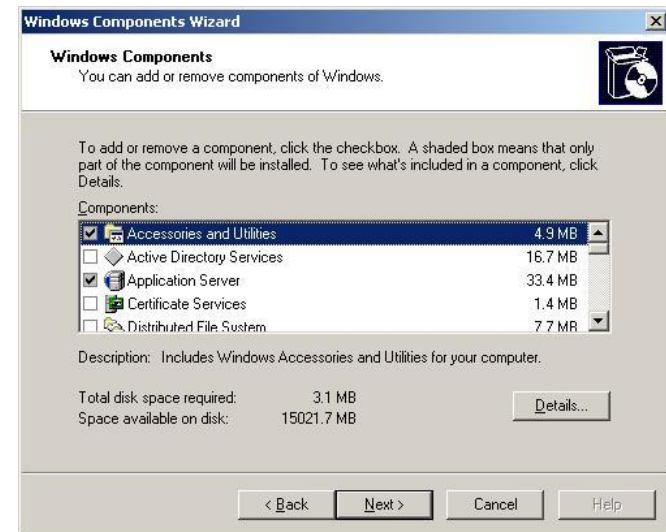 Windows Components Wizard
Windows Components
You can add or remove components of Windows.
To add or remove a component, click the checkbox. A shaded box means that only
part of the component will be installed. To see what's included in a component, click
Details.
Components:
Accessories and Utilities 4.9 MB
Active Directory Services 16.7 MB
Application Server 33.4 MB
Certificate Services 1.4 MB
Distributed File System 7.7 MB
Description: Includes Windows Accessories and Utilities for your computer.
Total disk space required: 3.1 MB
Space available on disk: 15021.7 MB
Details...
< Back Next > Cancel Help